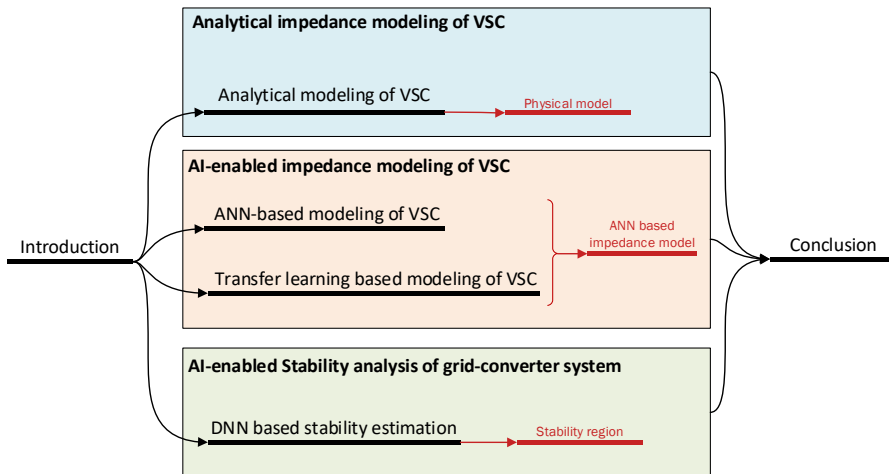 Analytical impedance modeling of VSC
Analytical modeling of VSC
Physical model
AI-enabled impedance modeling of VSC
ANN-based modeling of VSC
ANN based
impedance model
Introduction
Conclusion
Transfer learning based modeling of VSC
AI-enabled Stability analysis of grid-converter system
DNN based stability estimation
Stability region